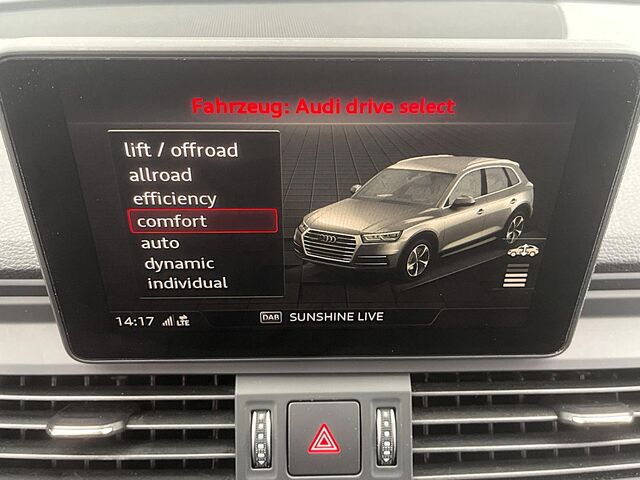 Fahrzeug: Audi drive select
lift / offroad
allroad
efficiency
comfort
auto
dynamic
individual
14:17 LTE DAB SUNSHINE LIVE